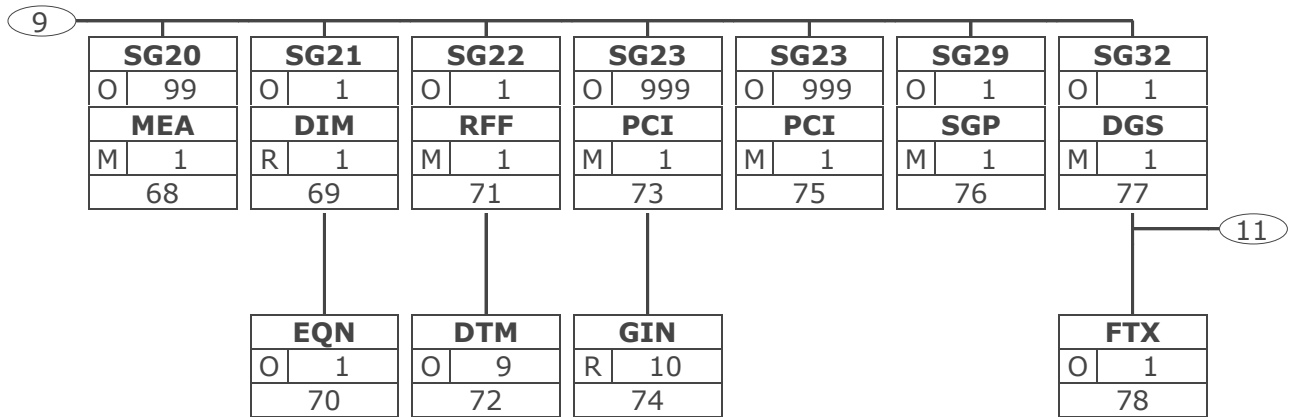 9
SG20 SG21 SG22 SG23 SG23 SG29 SG32
O 99 O 1 O 1 O 999 O 999 O 1 O 1
MEA DIM RFF PCI PCI SGP DGS
M 1 R 1 M 1 M 1 M 1 M 1 M 1
68 69 71 73 75 76 77
11
EQN DTM GIN FTX
O 1 O 9 R 10 O 1
70 72 74 78